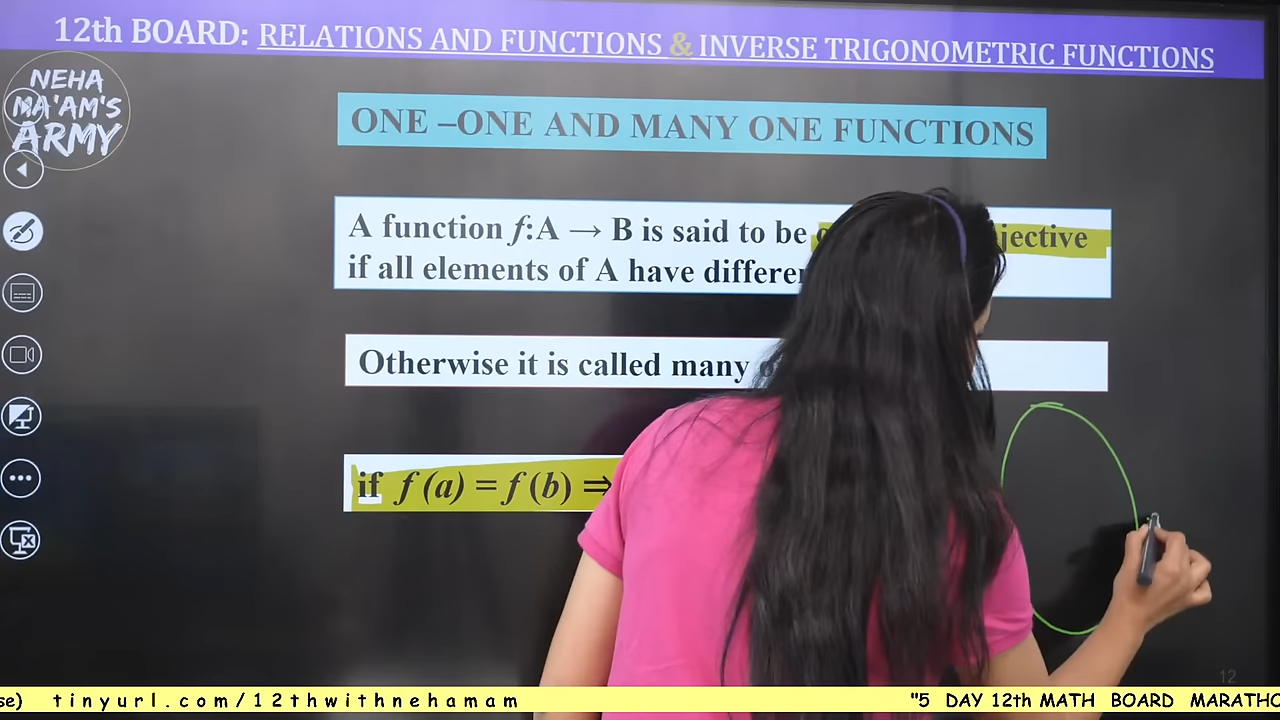 12th BOARD: RELATIONS AND FUNCTIONS & INVERSE TRIGONOMETRIC FUNCTIONS
NEHA
MA'AM'S
ARMY
ONE –ONE AND MANY ONE FUNCTIONS
A function f:A → B is said to be jective
if all elements of A have differen
Otherwise it is called many
if f(a) = f(b) ⇒
12
se) tinyurl.com/12thwithnehamam "5 DAY 12th MATH BOARD MARATHO